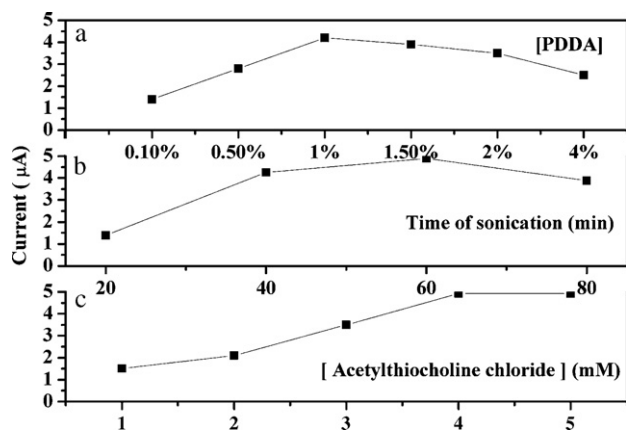 a
[PDDA]
5
4
3
2
1
0
0.10% 0.50% 1% 1.50% 2% 4%
b
Time of sonication (min)
5
4
3
2
1
0
20 40 60 80
c
[ Acetylthiocholine chloride ] (mM)
5
4
3
2
1
0
1 2 3 4 5
Current ( µA)